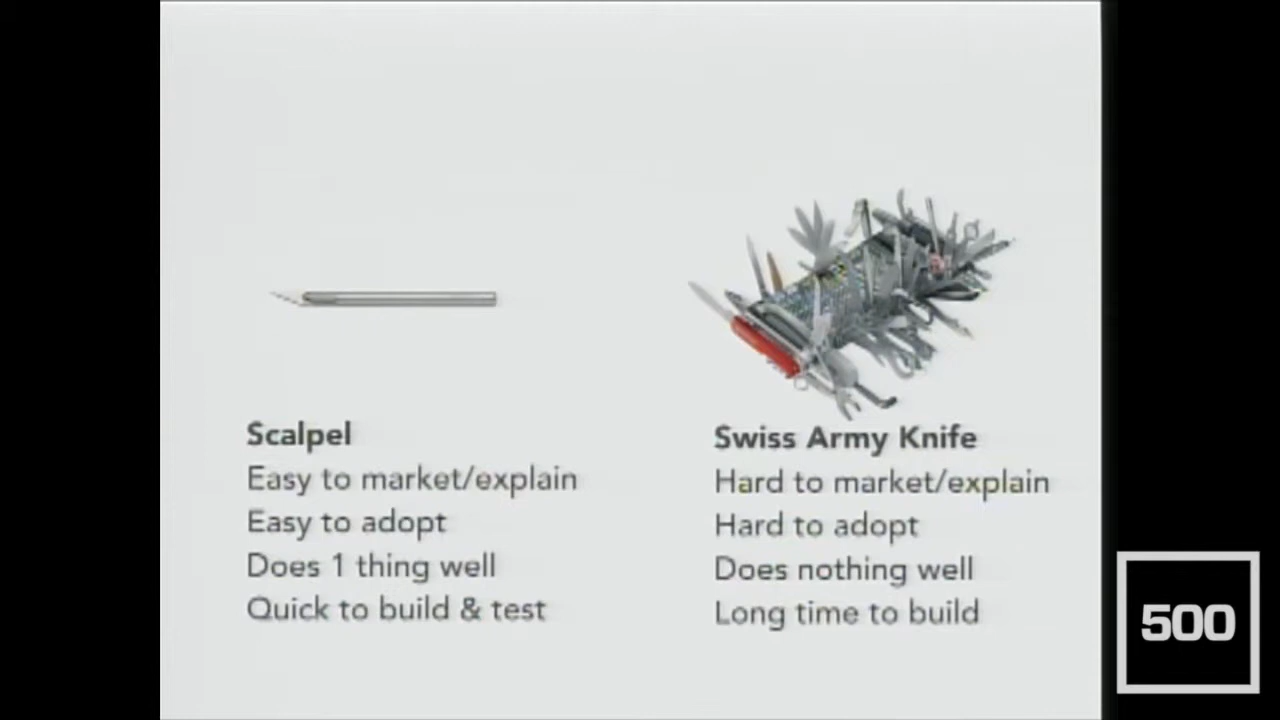 Scalpel
Easy to market/explain
Easy to adopt
Does 1 thing well
Quick to build & test
Swiss Army Knife
Hard to market/explain
Hard to adopt
Does nothing well
Long time to build
500